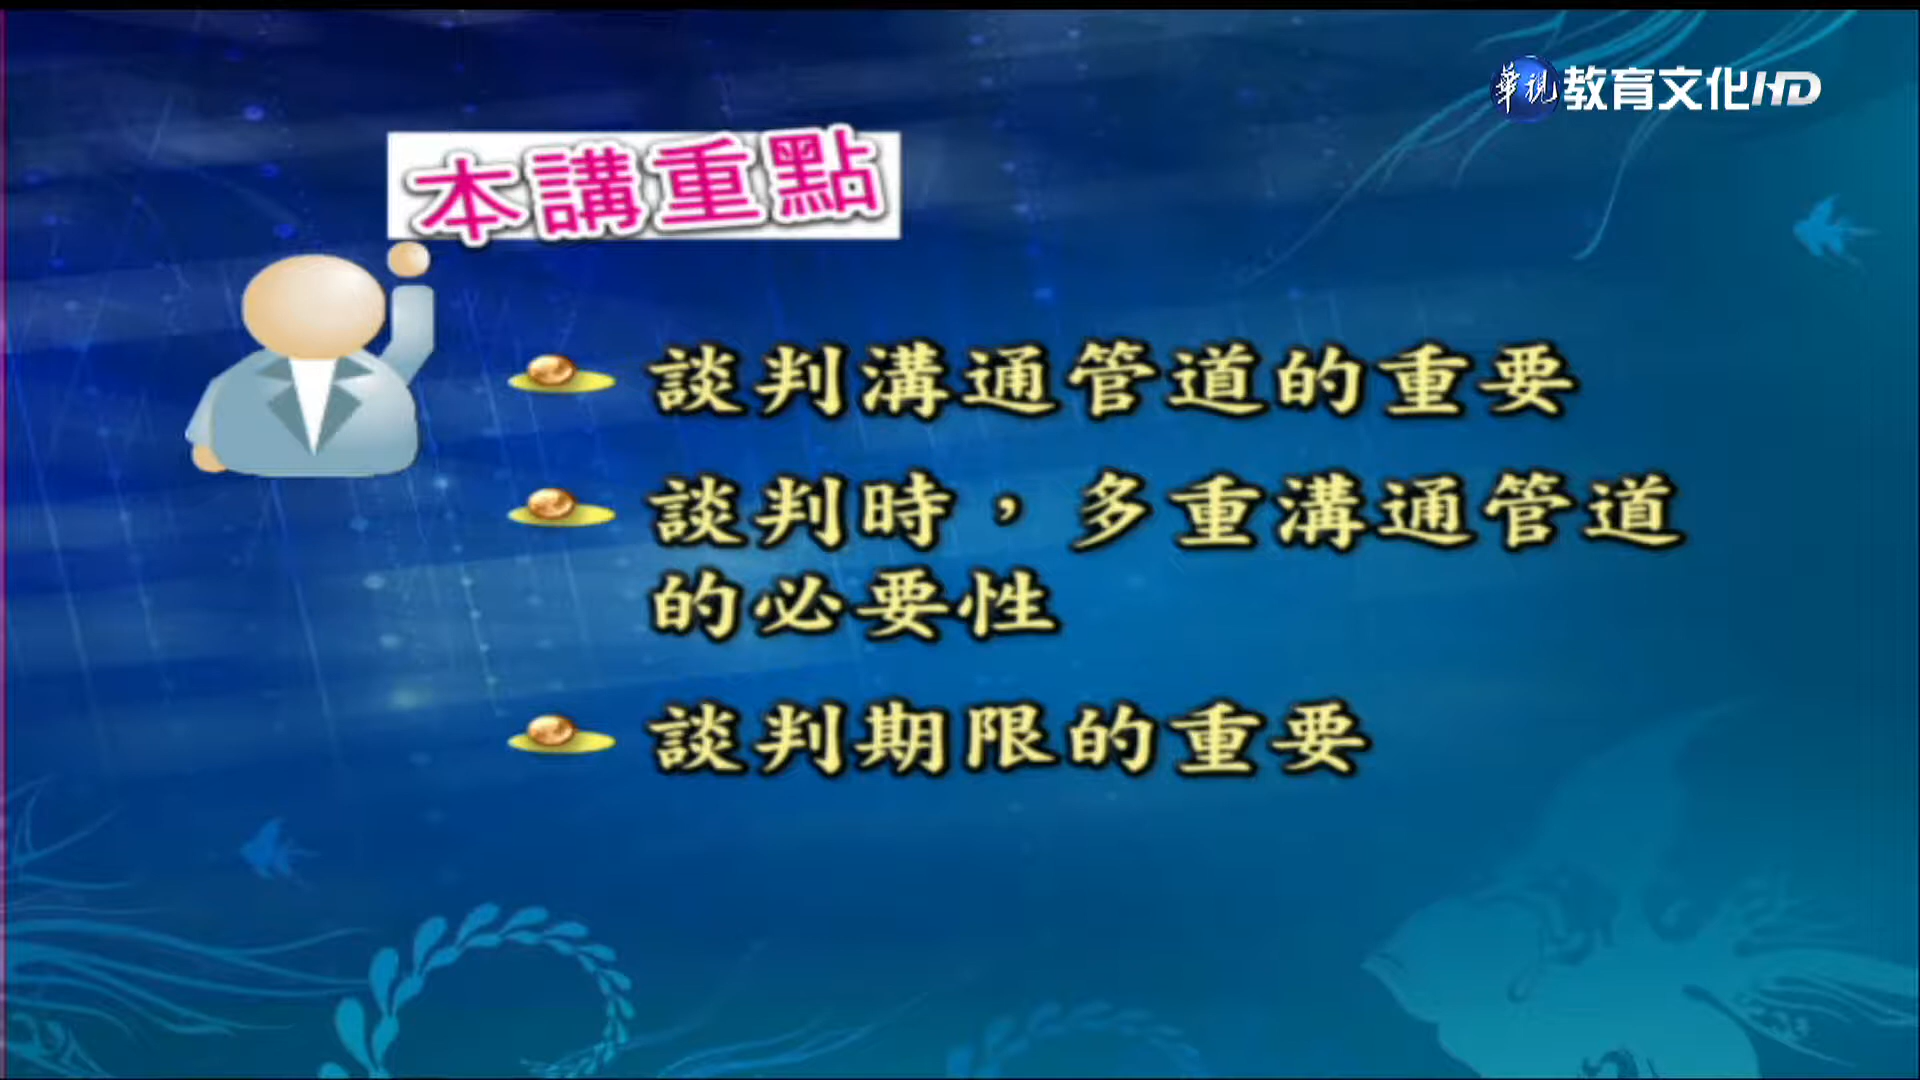 華視 教育文化HD
本講重點
談判溝通管道的重要
談判時，多重溝通管道
的必要性
談判期限的重要